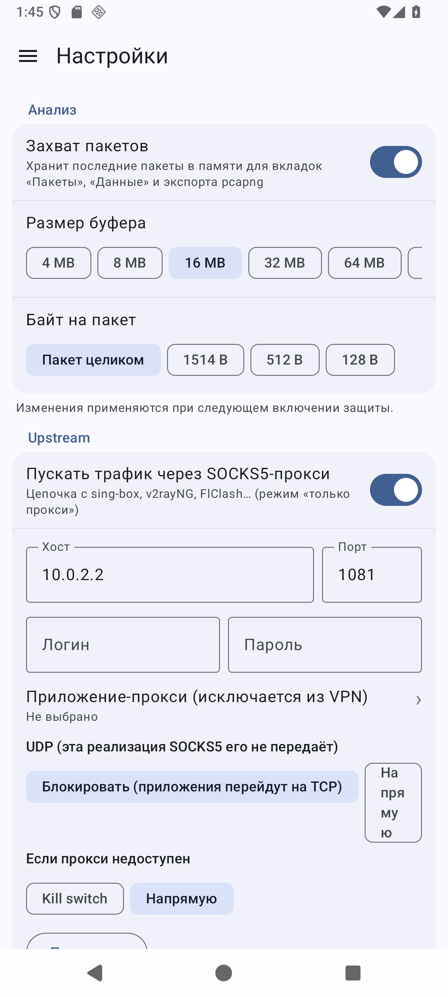 1:45
Настройки
Анализ
Захват пакетов
Хранит последние пакеты в памяти для вкладок
«Пакеты», «Данные» и экспорта pcapng
Размер буфера
4 MB 8 MB 16 MB 32 MB 64 MB
Байт на пакет
Пакет целиком 1514 B 512 B 128 B
Изменения применяются при следующем включении защиты.
Upstream
Пускать трафик через SOCKS5-прокси
Цепочка с sing-box, v2rayNG, FlClash… (режим «только
прокси»)
Хост Порт
10.0.2.2 1081
Логин Пароль
Приложение-прокси (исключается из VPN)
Не выбрано
UDP (эта реализация SOCKS5 его не передаёт)
Блокировать (приложения перейдут на TCP)
На
пря
му
ю
Если прокси недоступен
Kill switch Напрямую